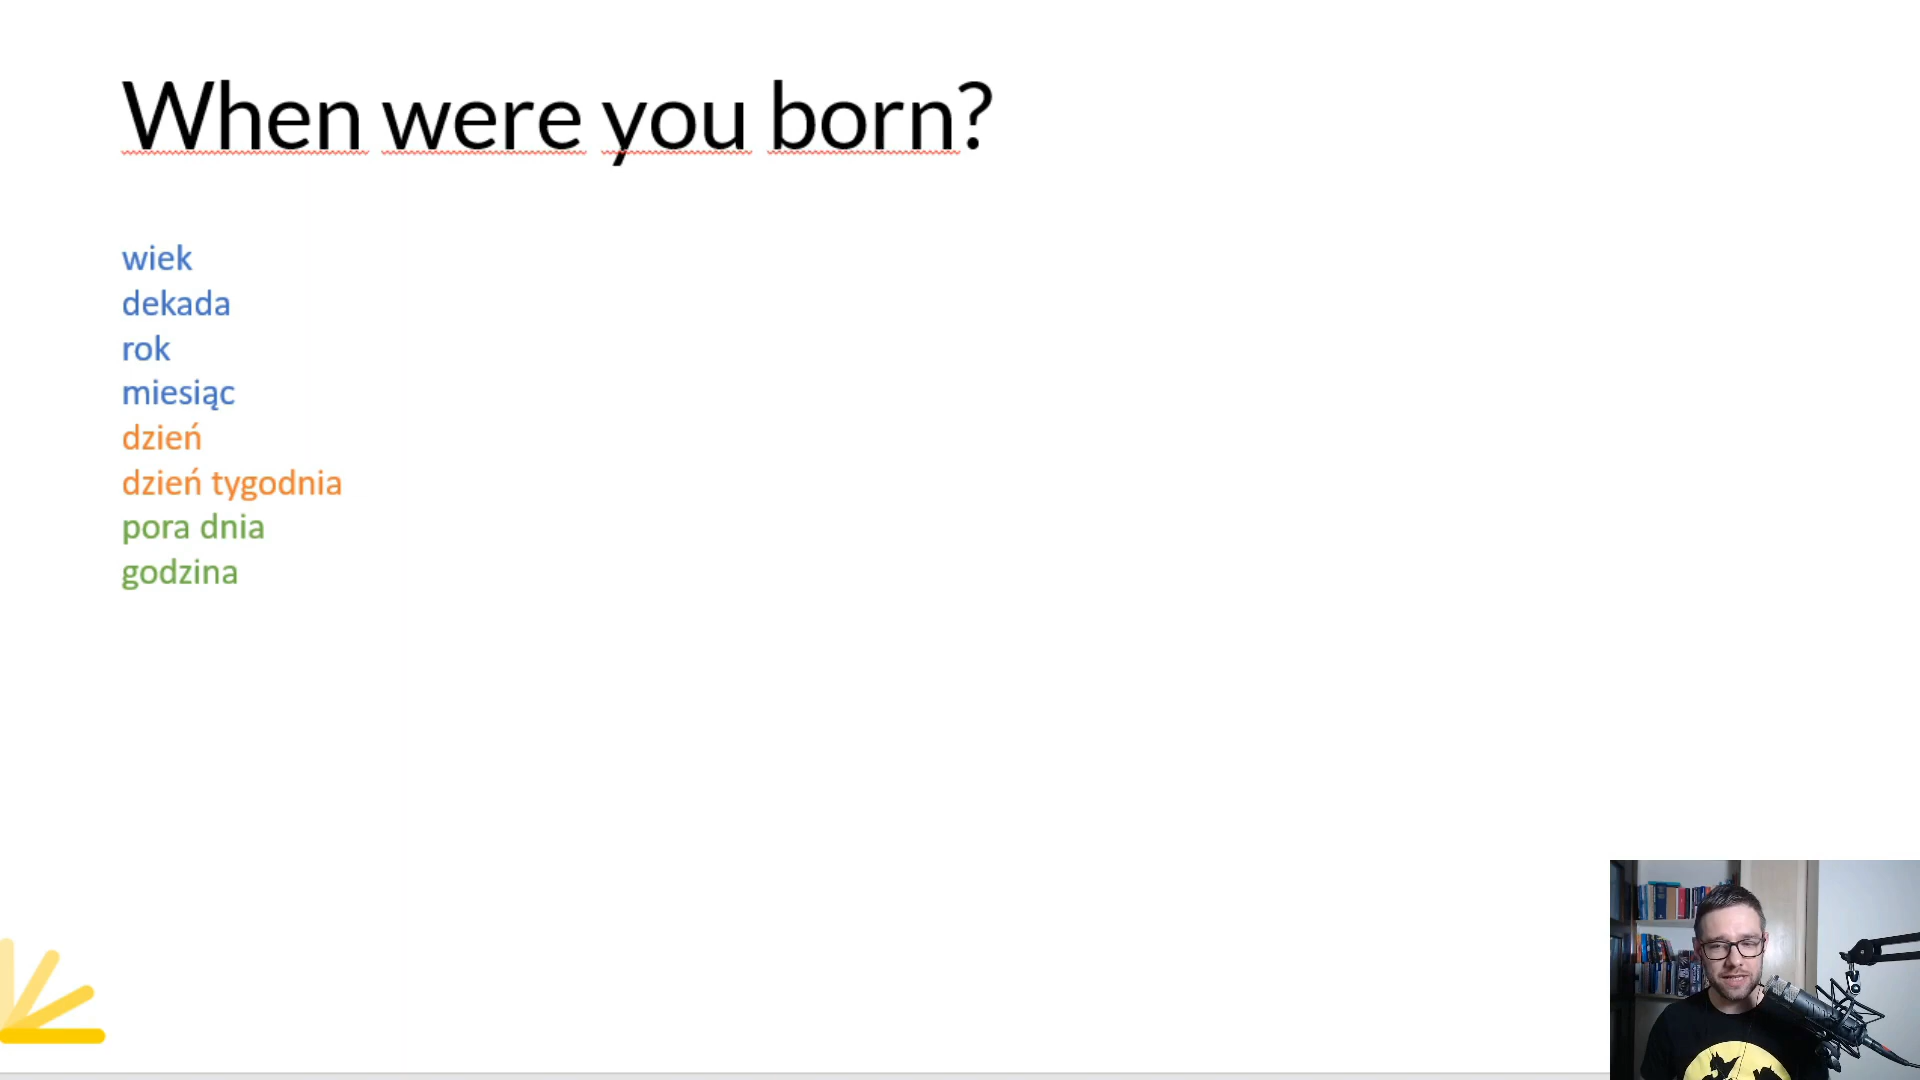 When were you born?
wiek
dekada
rok
miesiąc
dzień
dzień tygodnia
pora dnia
godzina